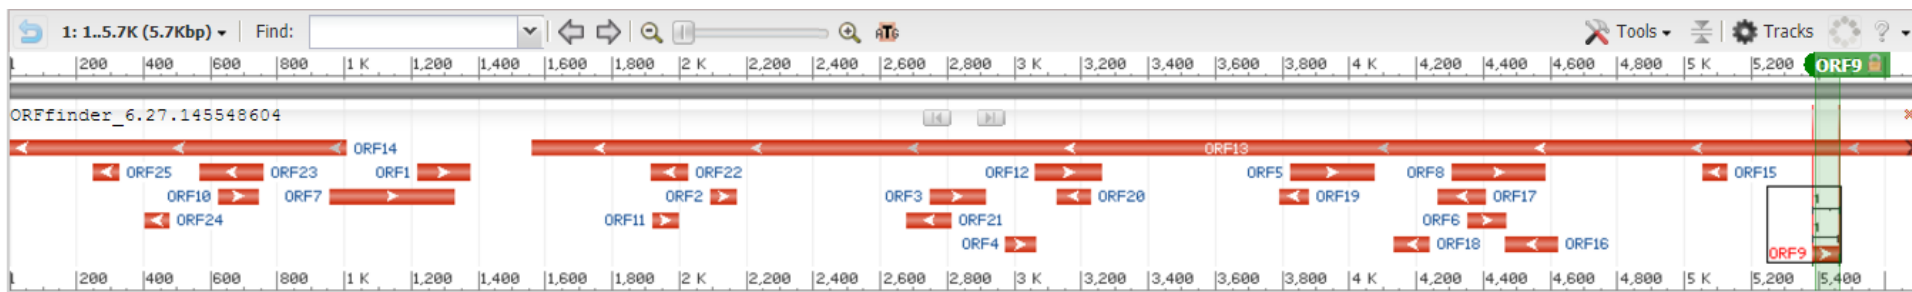 1: 1..5.7K (5.7Kbp) Find: ATG Tools Tracks ?
1 200 400 600 800 1 K 1,200 1,400 1,600 1,800 2 K 2,200 2,400 2,600 2,800 3 K 3,200 3,400 3,600 3,800 4 K 4,200 4,400 4,600 4,800 5 K 5,200 ORF9
ORFfinder_6.27.145548604
ORF14 ORF13
ORF25 ORF23 ORF1 ORF22 ORF12 ORF5 ORF8 ORF15
ORF10 ORF7 ORF2 ORF3 ORF20 ORF19 ORF17 1
ORF24 ORF11 ORF21 ORF6 1
ORF4 ORF18 ORF16 ORF9
1 200 400 600 800 1 K 1,200 1,400 1,600 1,800 2 K 2,200 2,400 2,600 2,800 3 K 3,200 3,400 3,600 3,800 4 K 4,200 4,400 4,600 4,800 5 K 5,200 5,400